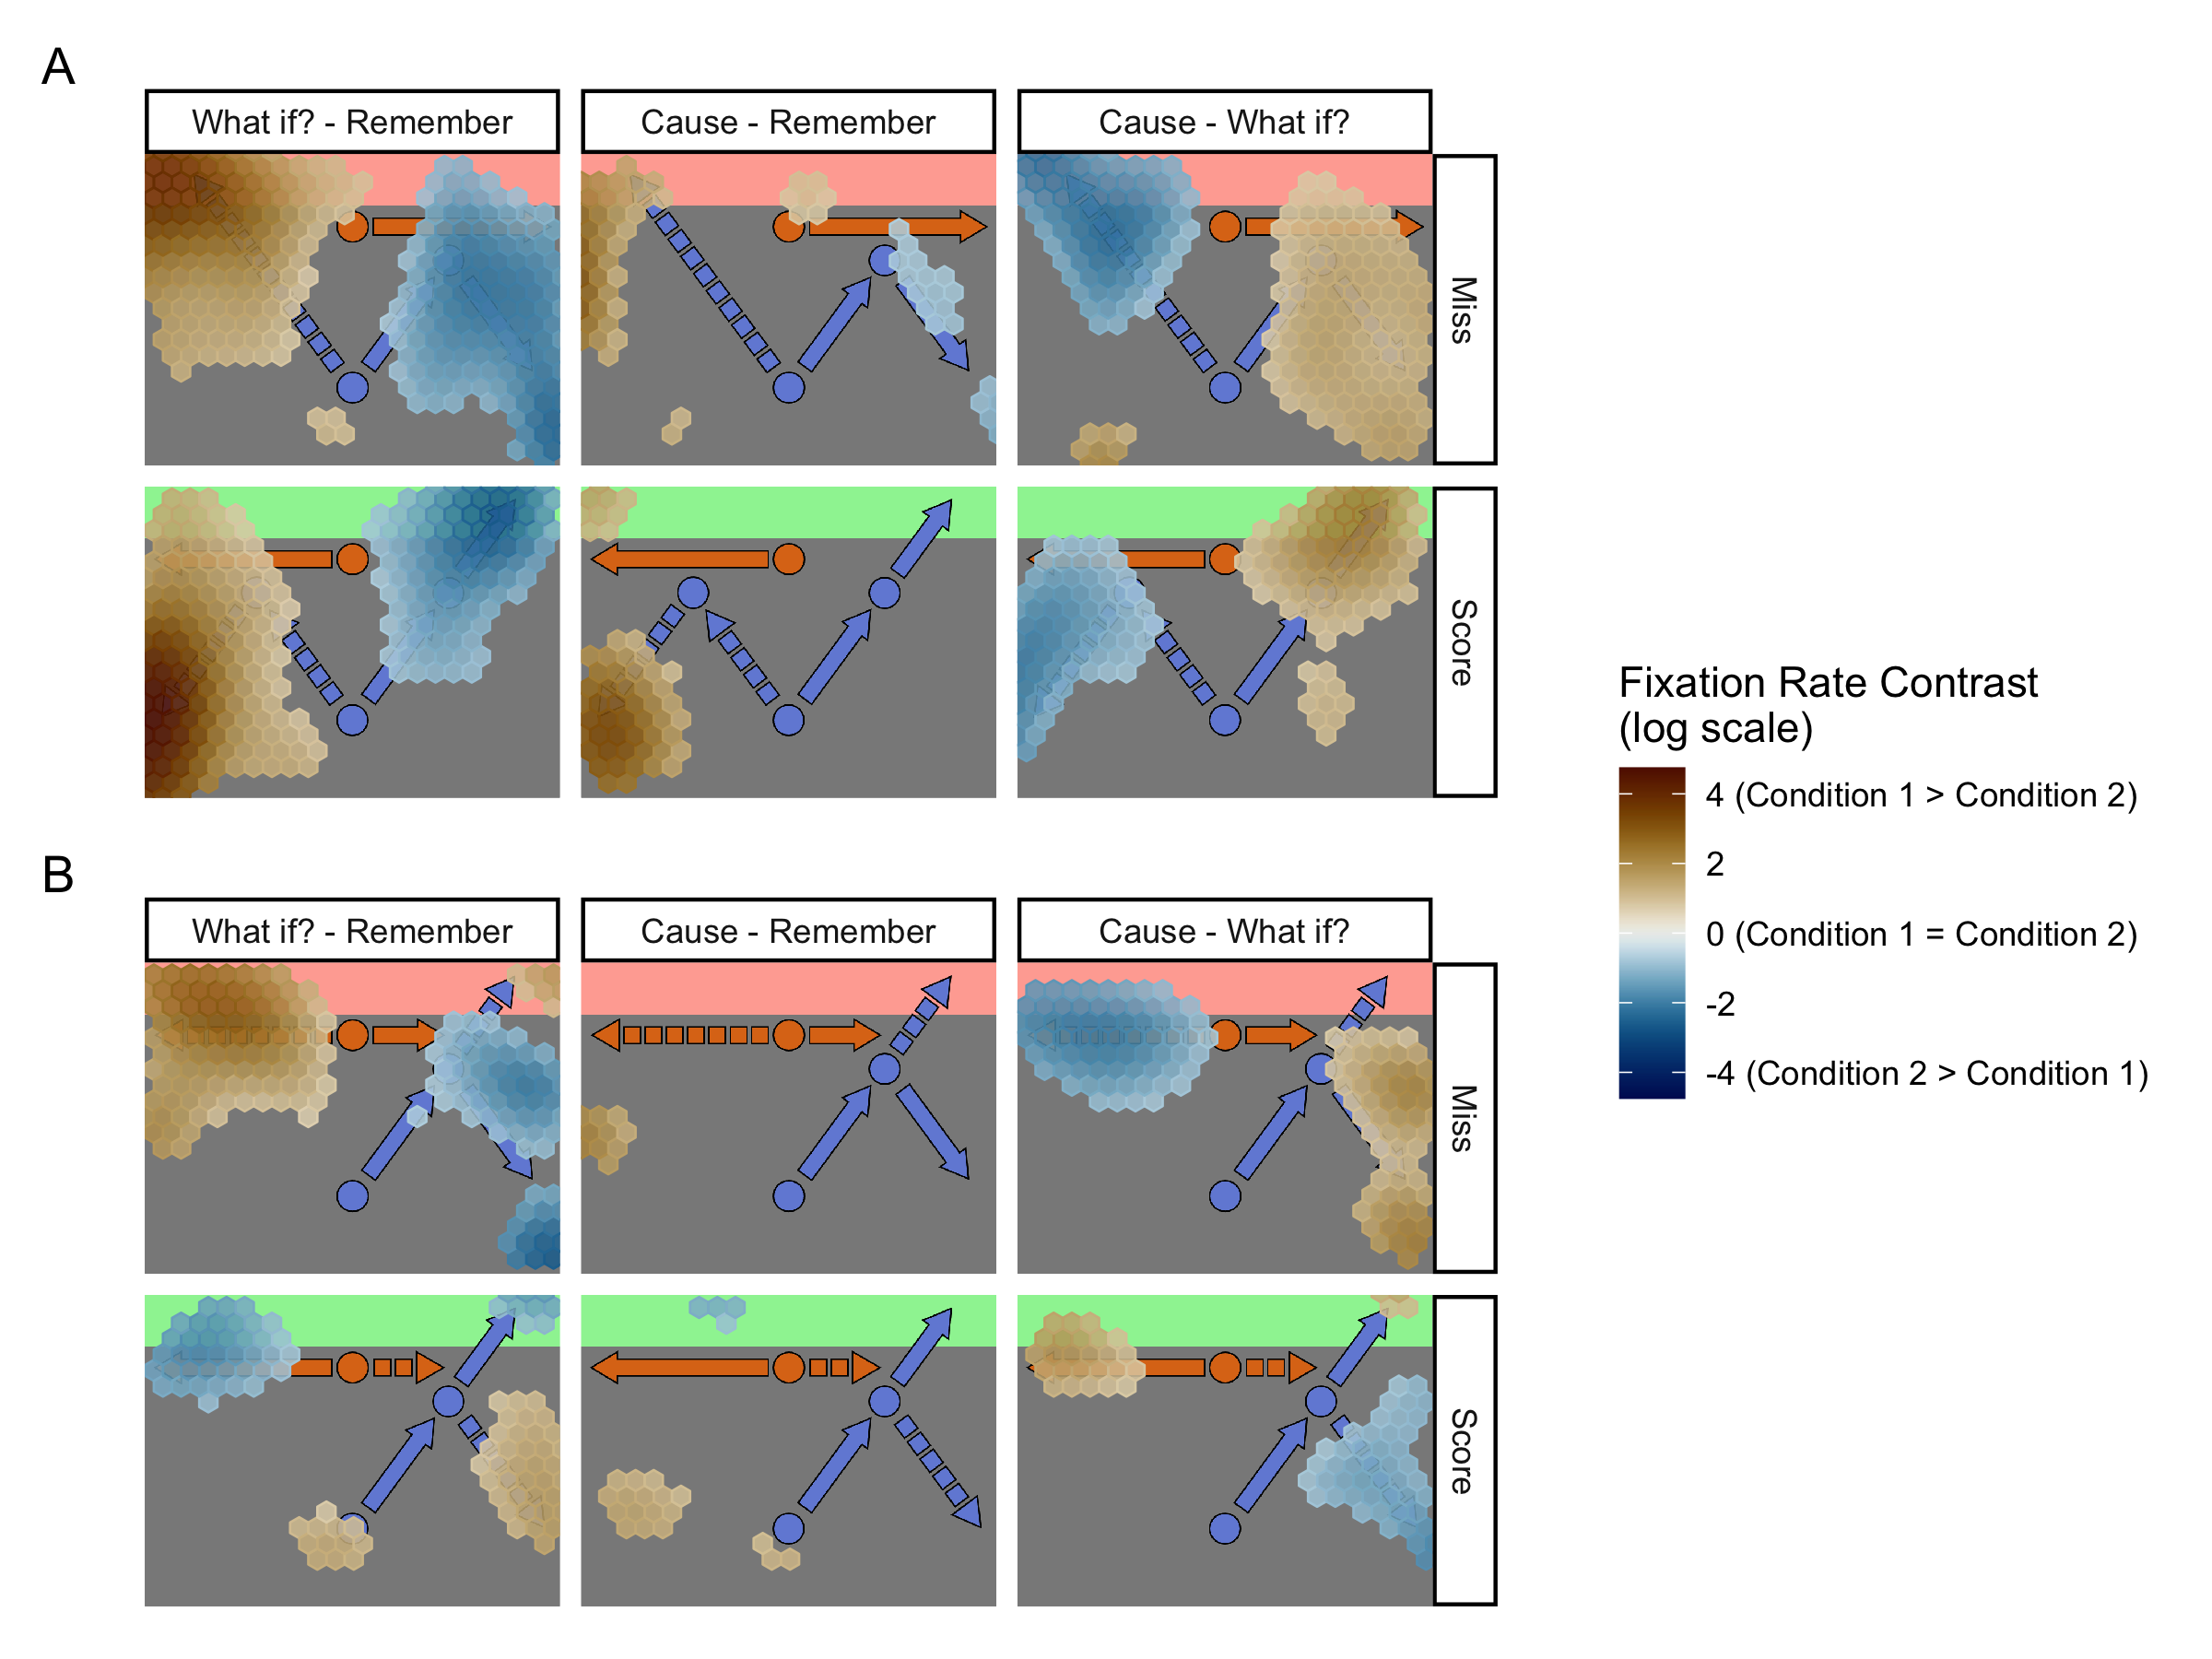 A
What if? - Remember
Cause - Remember
Cause - What if?
Miss
Score
Fixation Rate Contrast
(log scale)
4 (Condition 1 > Condition 2)
2
0 (Condition 1 = Condition 2)
-2
-4 (Condition 2 > Condition 1)
B
What if? - Remember
Cause - Remember
Cause - What if?
Miss
Score